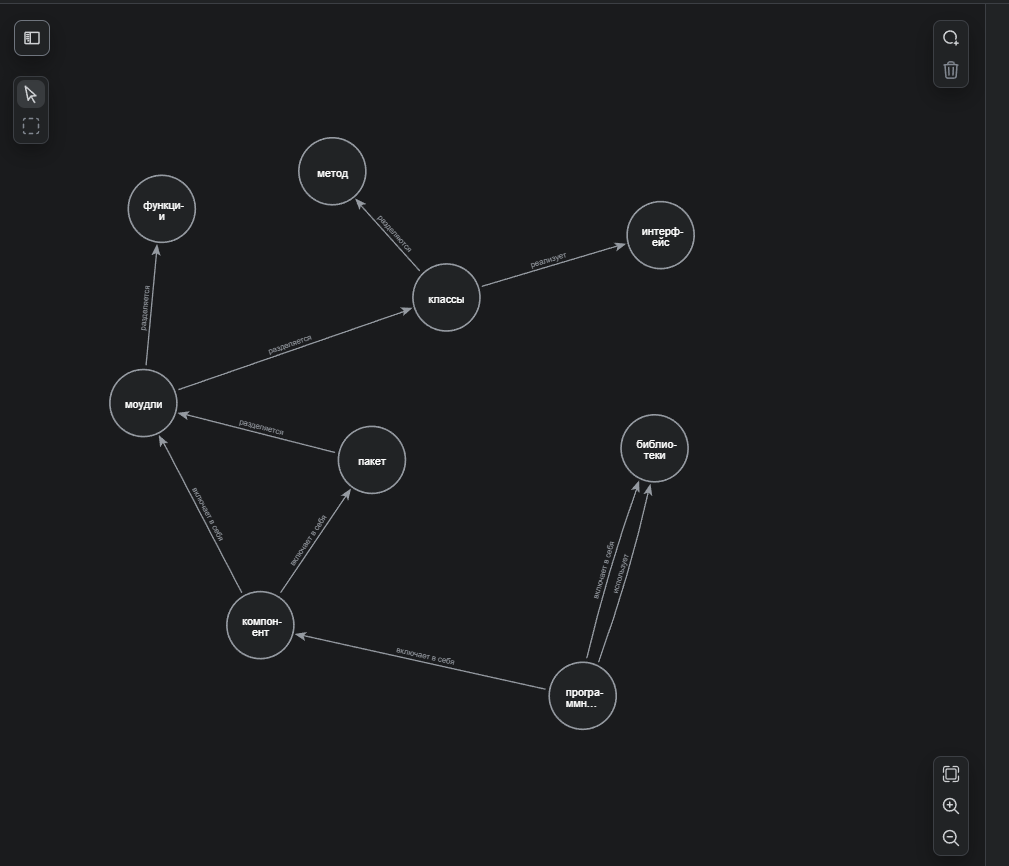 метод
функци-
и
интерф-
ейс
разделяются
реализует
классы
разделяется
разделяется
моудли
разделяется
библио-
теки
пакет
включает в себя
включает в себя
включает в себя
использует
компон-
ент
включает в себя
програ-
ммн...